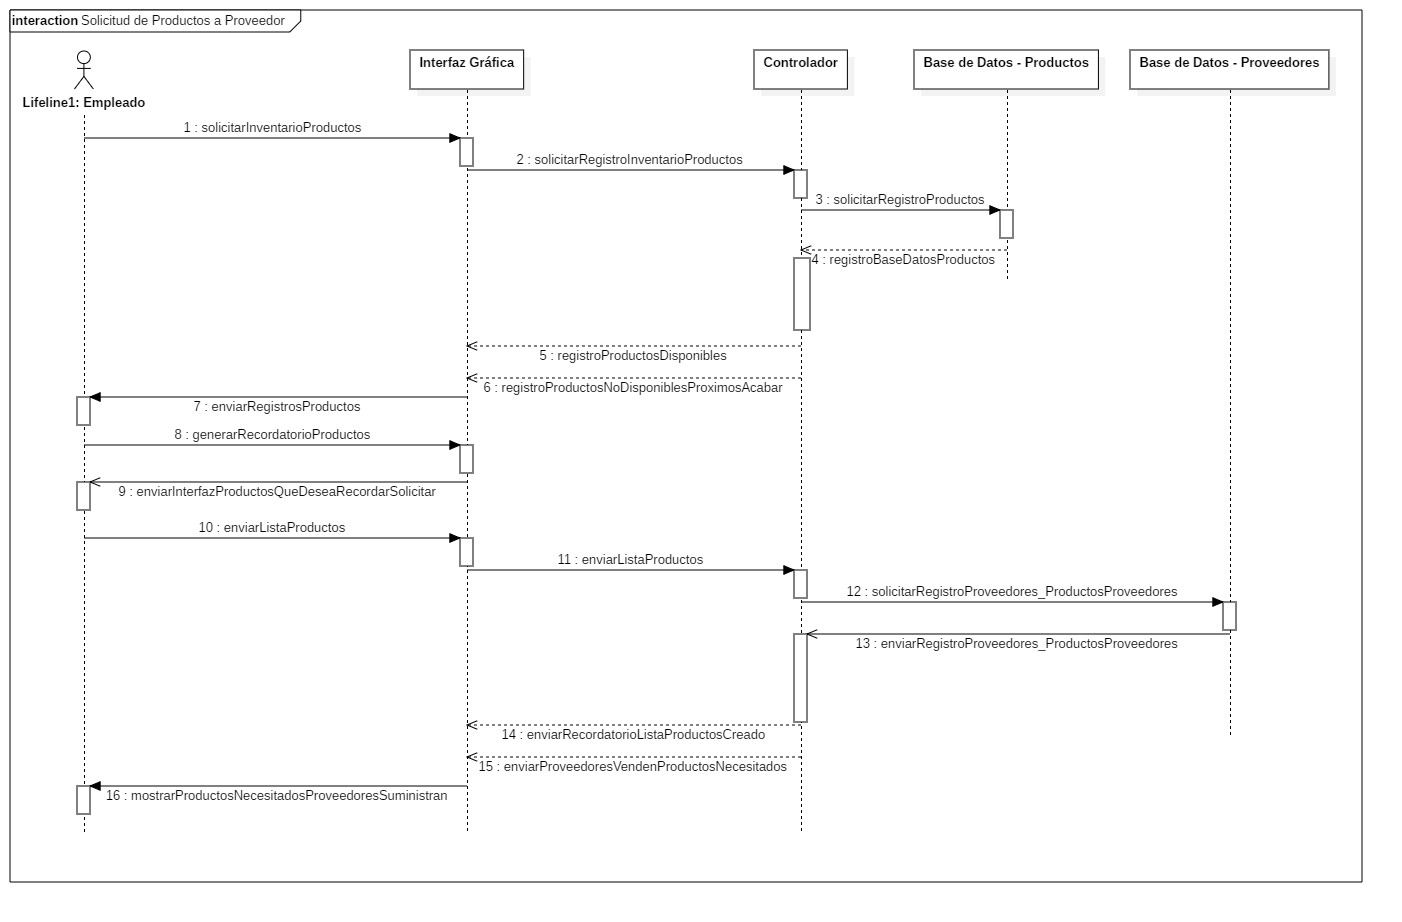 interaction Solicitud de Productos a Proveedor
Interfaz Gráfica
Controlador
Base de Datos - Productos
Base de Datos - Proveedores
Lifeline1: Empleado
1 : solicitarInventarioProductos
2 : solicitarRegistroInventarioProductos
3 : solicitarRegistroProductos
4 : registroBaseDatosProductos
5 : registroProductosDisponibles
6 : registroProductosNoDisponiblesProximosAcabar
7 : enviarRegistrosProductos
8 : generarRecordatorioProductos
9 : enviarInterfazProductosQueDeseaRecordarSolicitar
10 : enviarListaProductos
11 : enviarListaProductos
12 : solicitarRegistroProveedores_ProductosProveedores
13 : enviarRegistroProveedores_ProductosProveedores
14 : enviarRecordatorioListaProductosCreado
15 : enviarProveedoresVendenProductosNecesitados
16 : mostrarProductosNecesitadosProveedoresSuministran